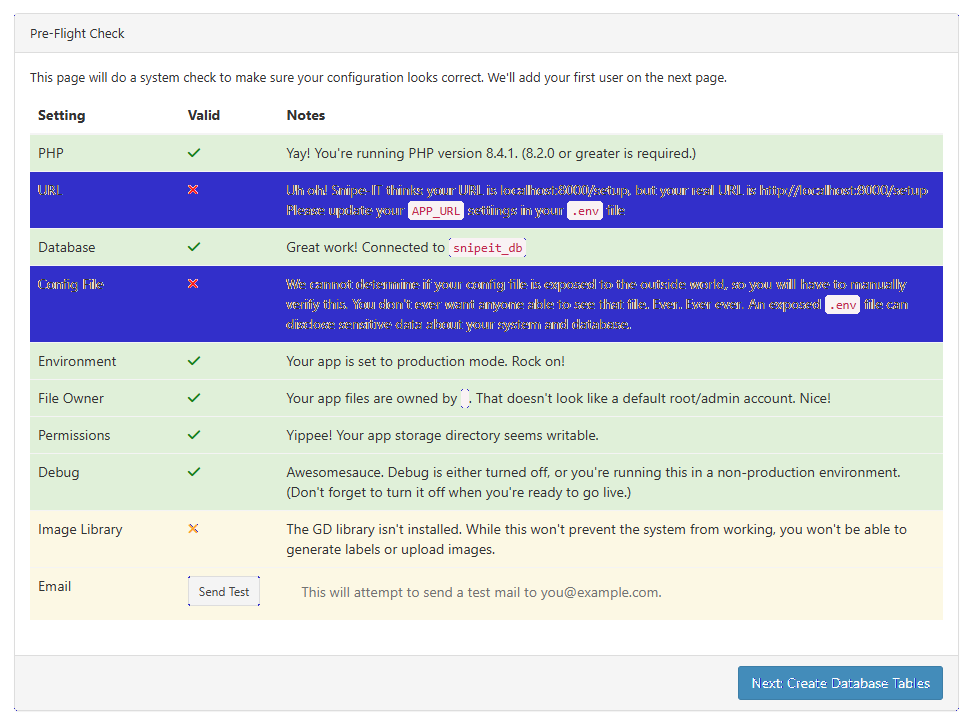 Pre-Flight Check
This page will do a system check to make sure your configuration looks correct. We'll add your first user on the next page.
Setting Valid Notes
PHP Yay! You're running PHP version 8.4.1. (8.2.0 or greater is required.)
URL Uh oh! Snipe-IT thinks your URL is localhost:8000/setup, but your real URL is http://localhost:8000/setup
Please update your APP_URL settings in your .env file
Database Great work! Connected to snipeit_db
Config File We cannot determine if your config file is exposed to the outside world, so you will have to manually
verify this. You don't ever want anyone able to see that file. Ever. Ever ever. An exposed .env file can
disclose sensitive data about your system and database.
Environment Your app is set to production mode. Rock on!
File Owner Your app files are owned by . That doesn't look like a default root/admin account. Nice!
Permissions Yippee! Your app storage directory seems writable.
Debug Awesomesauce. Debug is either turned off, or you're running this in a non-production environment.
(Don't forget to turn it off when you're ready to go live.)
Image Library The GD library isn't installed. While this won't prevent the system from working, you won't be able to
generate labels or upload images.
Email Send Test This will attempt to send a test mail to you@example.com.
Next: Create Database Tables